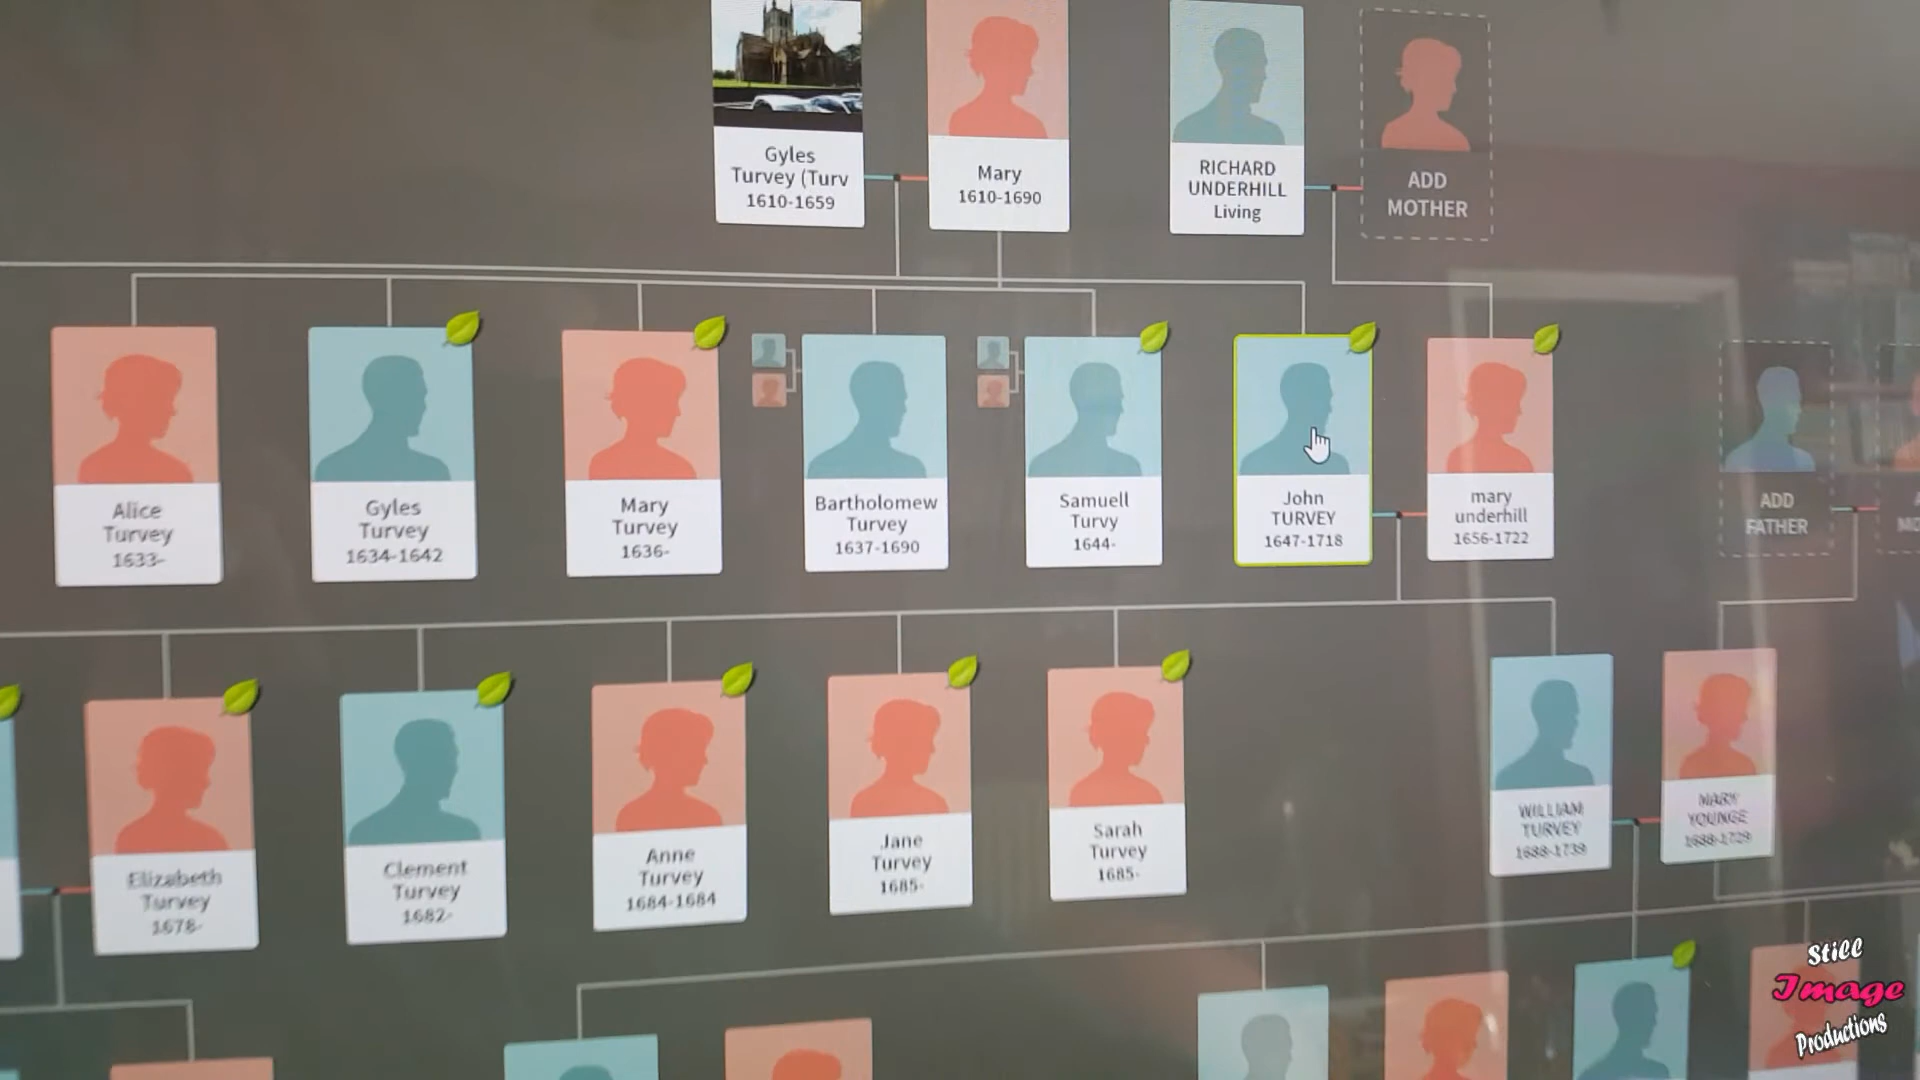 Gyles
Turvey (Turv
1610-1659
Mary
1610-1690
RICHARD
UNDERHILL
Living
ADD
MOTHER
Alice
Turvey
1633-
Gyles
Turvey
1634-1642
Mary
Turvey
1636-
Bartholomew
Turvey
1637-1690
Samuell
Turvy
1644-
John
TURVEY
1647-1718
mary
underhill
1656-1722
ADD
FATHER
Elizabeth
Turvey
1678-
Clement
Turvey
1682-
Anne
Turvey
1684-1684
Jane
Turvey
1685-
Sarah
Turvey
1685-
WILLIAM
TURVEY
1688-1739
MARY
YOUNGE
1688-1729
Still
Image
Productions